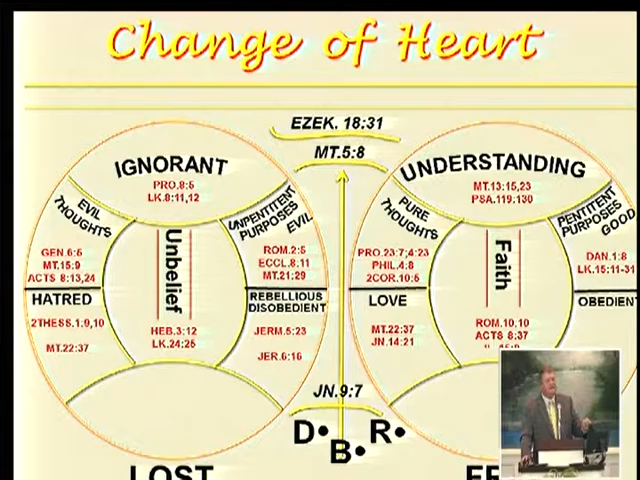 Change of Heart
EZEK. 18:31
MT.5:8
IGNORANT
PRO.8:5
LK.8:11,12
EVIL
THOUGHTS
GEN.6:5
MT.15:9
ACTS 8:13,24
UNPENTITENT
PURPOSES
EVIL
ROM.2:5
ECCL.8:11
MT.21:29
Unbelief
HEB.3:12
LK.24:25
HATRED
2THESS.1:9,10
MT.22:37
REBELLIOUS
DISOBEDIENT
JERM.5:23
JER.6:16
LOST
JN.9:7
D•
B•
R•
UNDERSTANDING
MT.13:15,23
PSA.119:130
PURE
THOUGHTS
PRO.23:7;4:23
PHIL.4:8
2COR.10:5
PENTITENT
PURPOSES
GOOD
DAN.1:8
LK.15:11-31
Faith
ROM.10,10
ACTS 8:37
LOVE
MT.22:37
JN.14:21
OBEDIENT